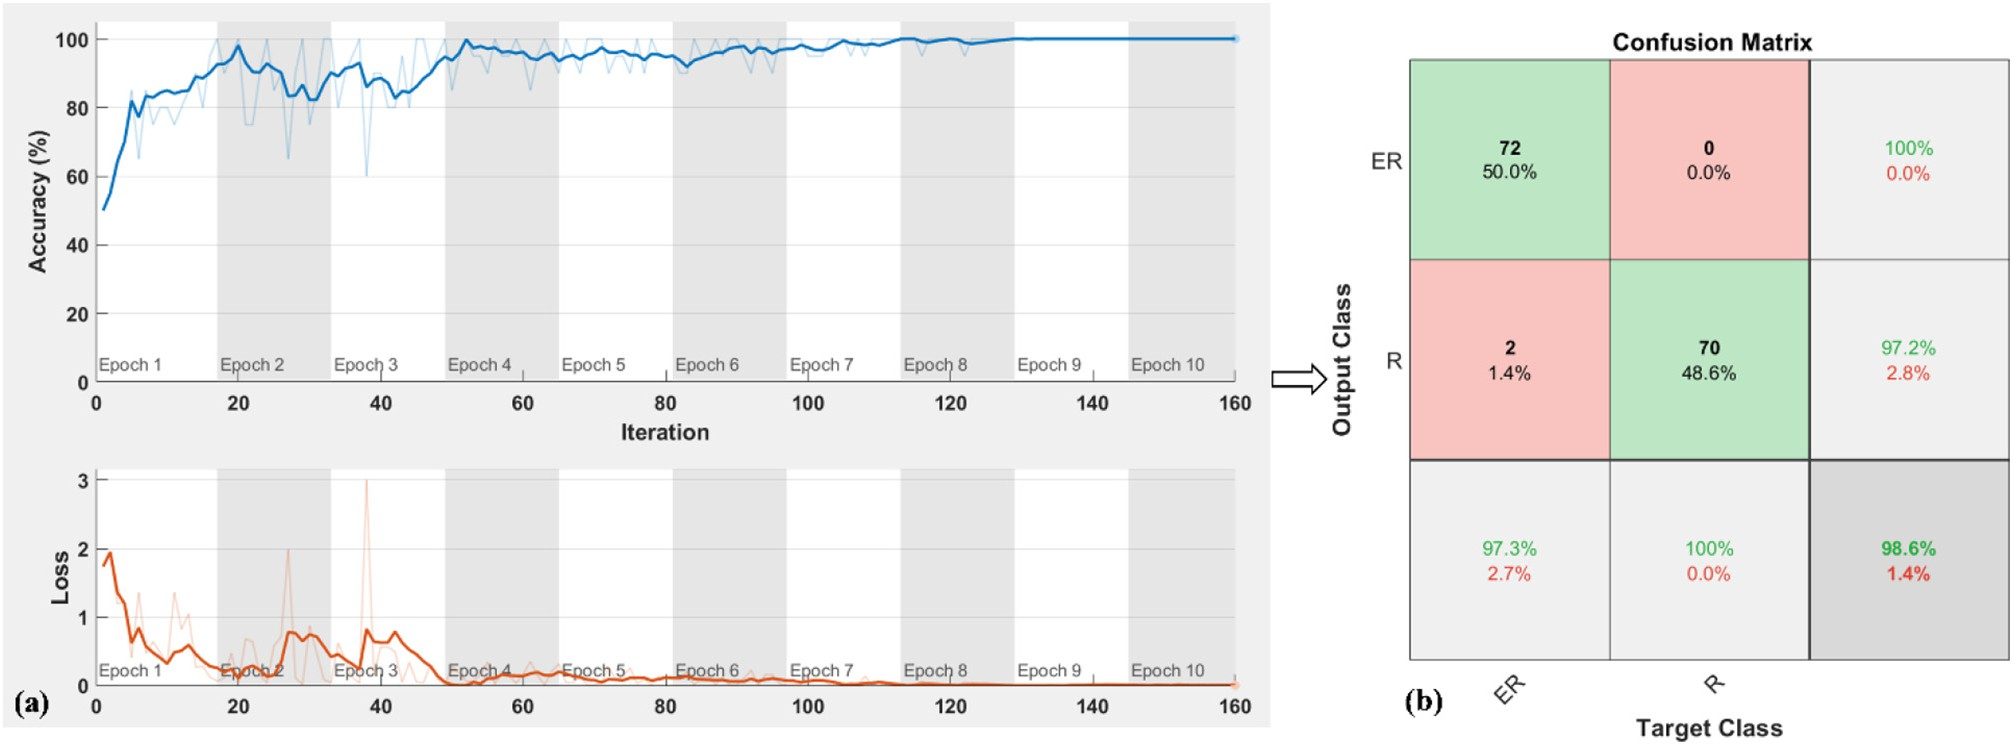 100
80
60
40
20
0
Accuracy (%)
Epoch 1 Epoch 2 Epoch 3 Epoch 4 Epoch 5 Epoch 6 Epoch 7 Epoch 8 Epoch 9 Epoch 10
0 20 40 60 80 100 120 140 160
Iteration
3
2
1
0
Loss
Epoch 1 Epoch 2 Epoch 3 Epoch 4 Epoch 5 Epoch 6 Epoch 7 Epoch 8 Epoch 9 Epoch 10
0 20 40 60 80 100 120 140 160
(a)
Confusion Matrix
Output Class
ER
72 0 100%
50.0% 0.0% 0.0%
R
2 70 97.2%
1.4% 48.6% 2.8%
97.3% 100% 98.6%
2.7% 0.0% 1.4%
ER R
Target Class
(b)